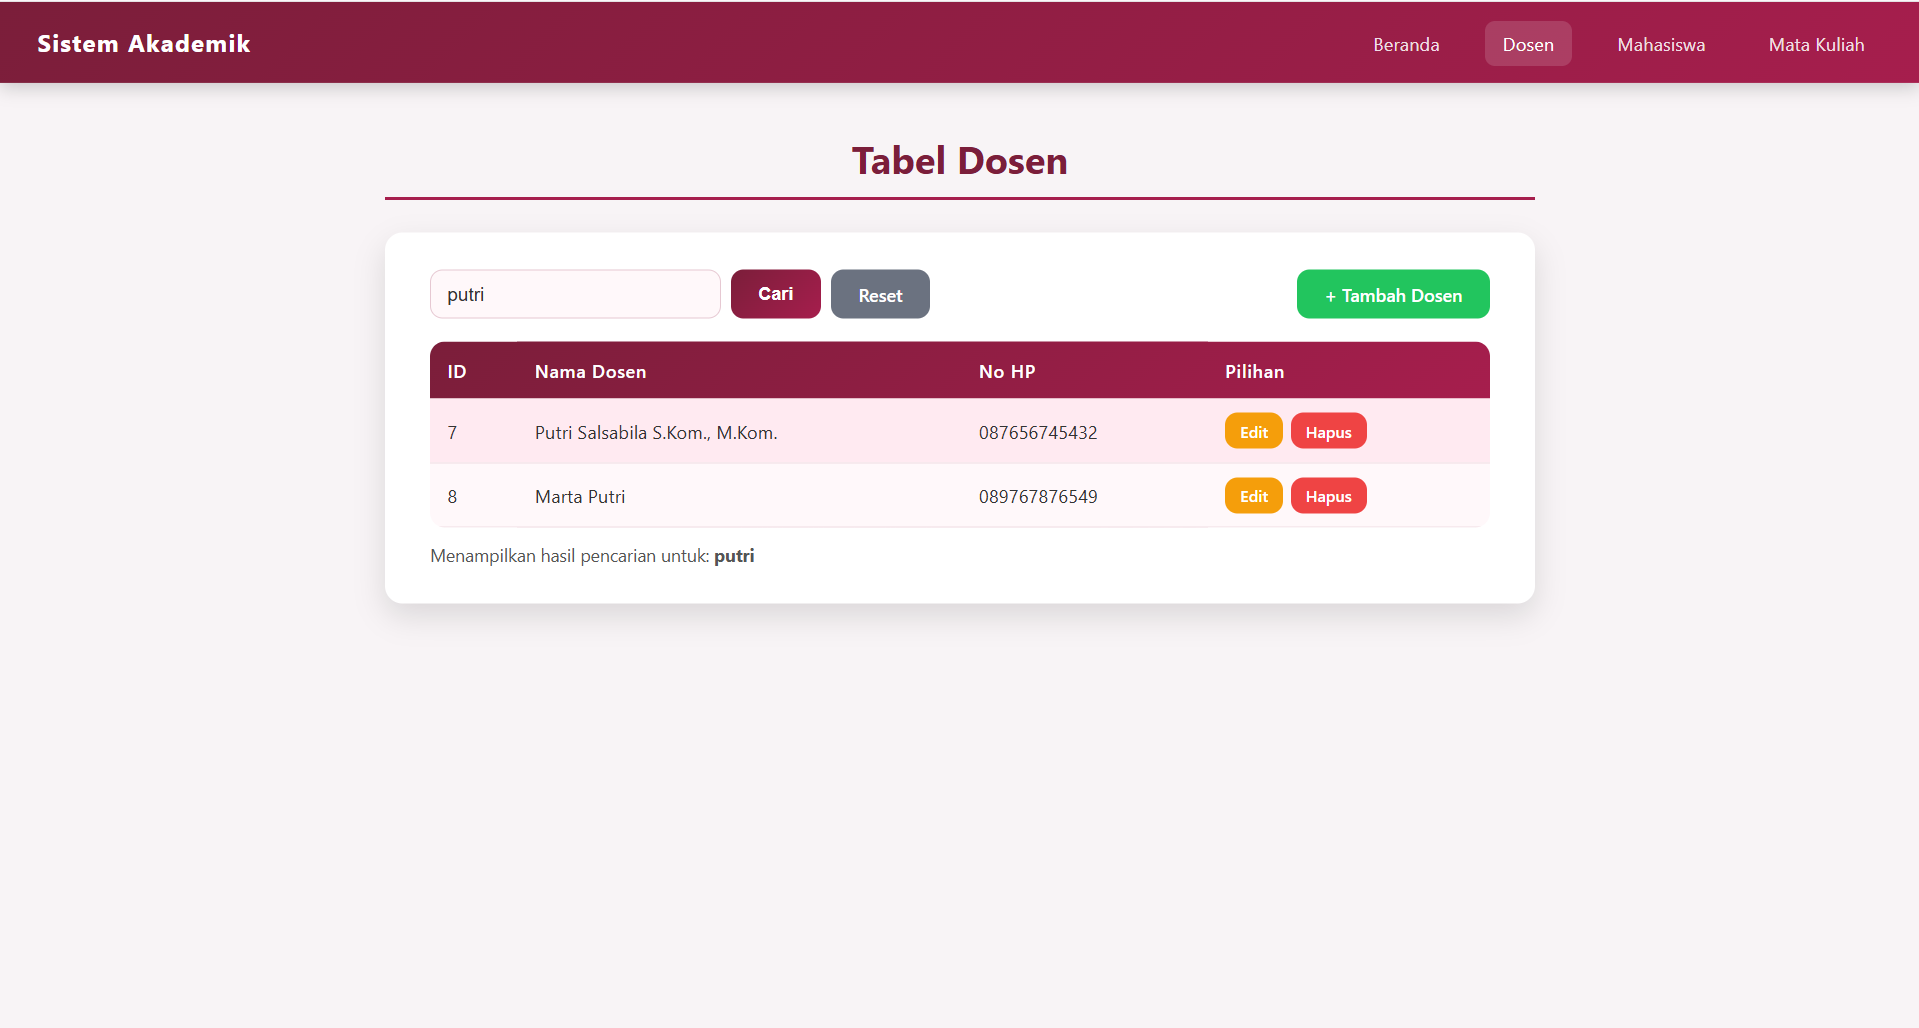 Sistem Akademik
Beranda Dosen Mahasiswa Mata Kuliah
Tabel Dosen
putri Cari Reset + Tambah Dosen
ID Nama Dosen No HP Pilihan
7 Putri Salsabila S.Kom., M.Kom. 087656745432 Edit Hapus
8 Marta Putri 089767876549 Edit Hapus
Menampilkan hasil pencarian untuk: putri